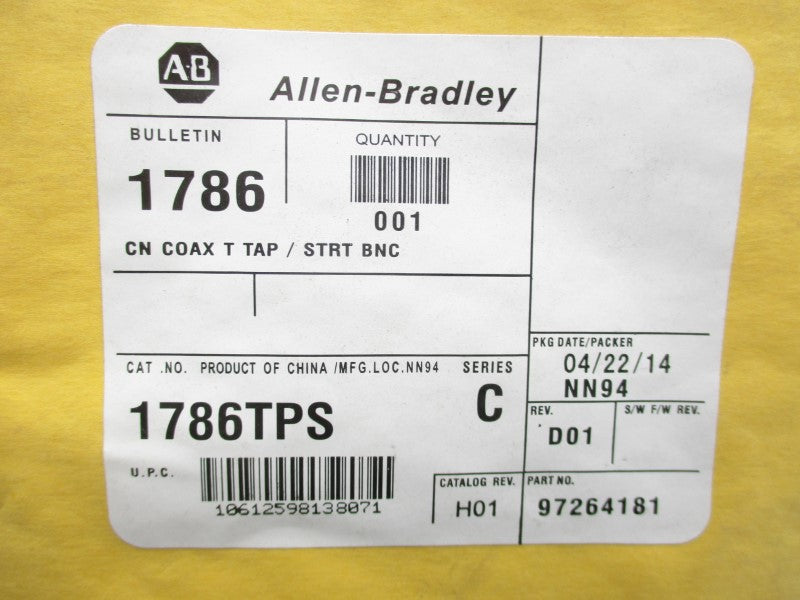 A-B
Allen-Bradley
BULLETIN
QUANTITY
1786
001
CN COAX T TAP / STRT BNC
PKG DATE/PACKER
04/22/14
NN94
CAT .NO. PRODUCT OF CHINA /MFG.LOC.NN94 SERIES
1786TPS
C
REV.
S/W F/W REV.
D01
U.P.C.
10612598138071
CATALOG REV.
H01
PART NO.
97264181